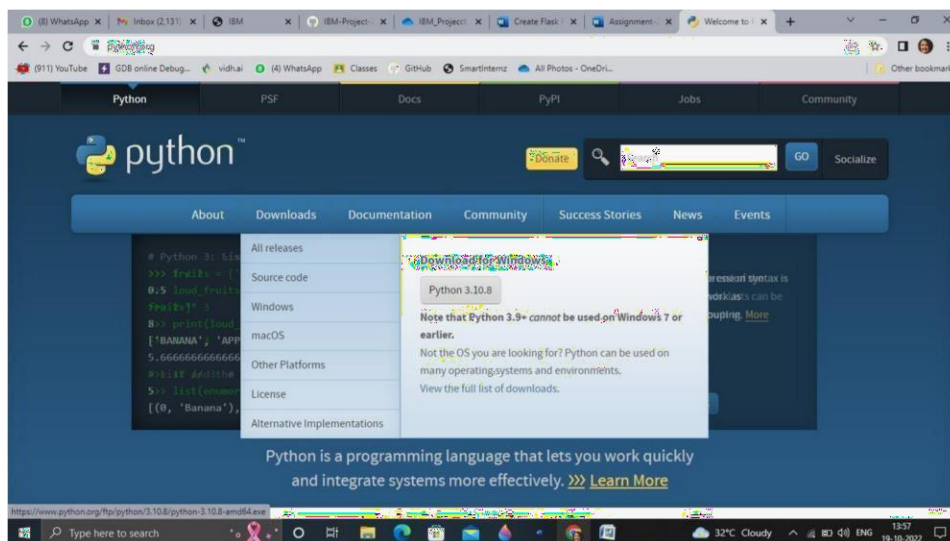 (8) WhatsApp
Inbox (2,131)
IBM
IBM-Project-
IBM_Project
Create Flask
Assignment-
Welcome to
python.org
(911) YouTube
GDB online Debug...
vidh.ai
(4) WhatsApp
Classes
GitHub
SmartInternz
All Photos - OneDri...
Other bookmark
Python
PSF
Docs
PyPI
Jobs
Community
python™
Donate
GO
Socialize
About
Downloads
Documentation
Community
Success Stories
News
Events
# Python 3: Sim
All releases
Source code
Windows
macOS
Other Platforms
License
Alternative Implementations
Download for Windows
Python 3.10.8
Note that Python 3.9+ cannot be used on Windows 7 or
earlier.
Not the OS you are looking for? Python can be used on
many operating systems and environments.
View the full list of downloads.
>>> print(loud_
['BANANA', 'APP
5.6666666666666
[(0, 'Banana'),
More
Python is a programming language that lets you work quickly
and integrate systems more effectively. >>> Learn More
https://www.python.org/ftp/python/3.10.8/python-3.10.8-amd64.exe
Type here to search
32°C Cloudy
ENG
13:57
19-10-2022